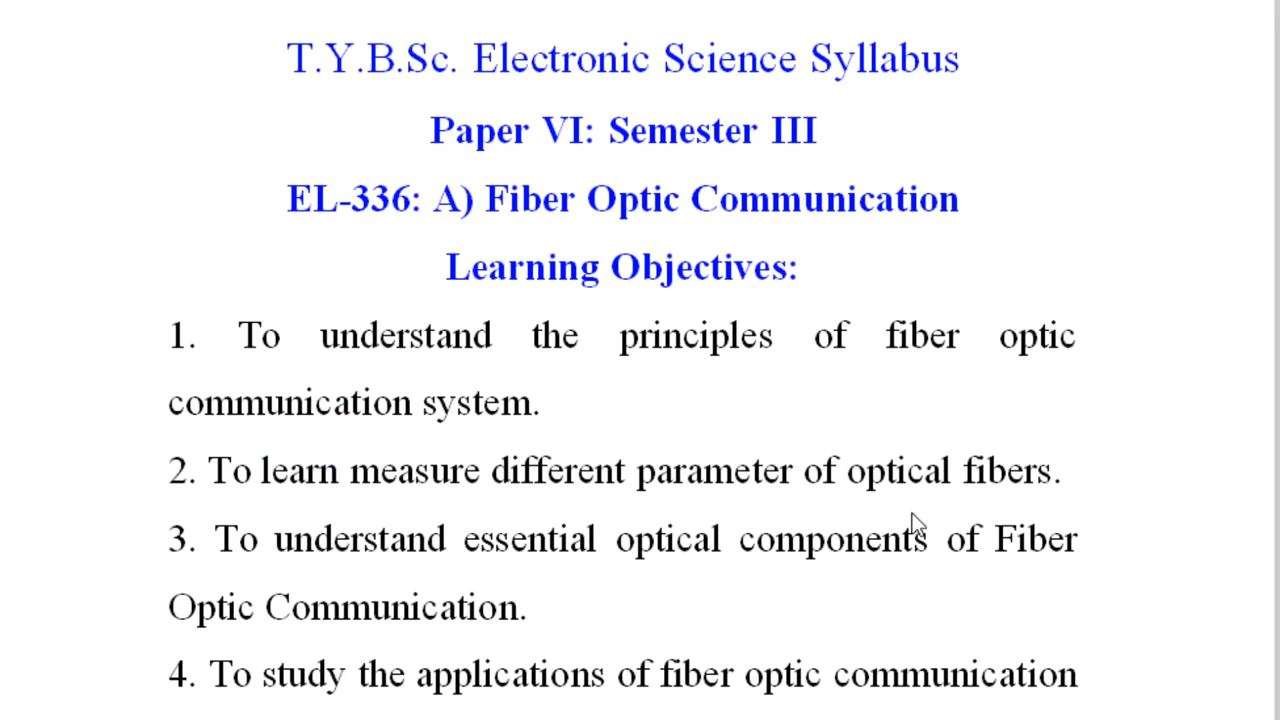 T.Y.B.Sc. Electronic Science Syllabus
Paper VI: Semester III
EL-336: A) Fiber Optic Communication
Learning Objectives:
1. To understand the principles of fiber optic
communication system.
2. To learn measure different parameter of optical fibers.
3. To understand essential optical components of Fiber
Optic Communication.
4. To study the applications of fiber optic communication